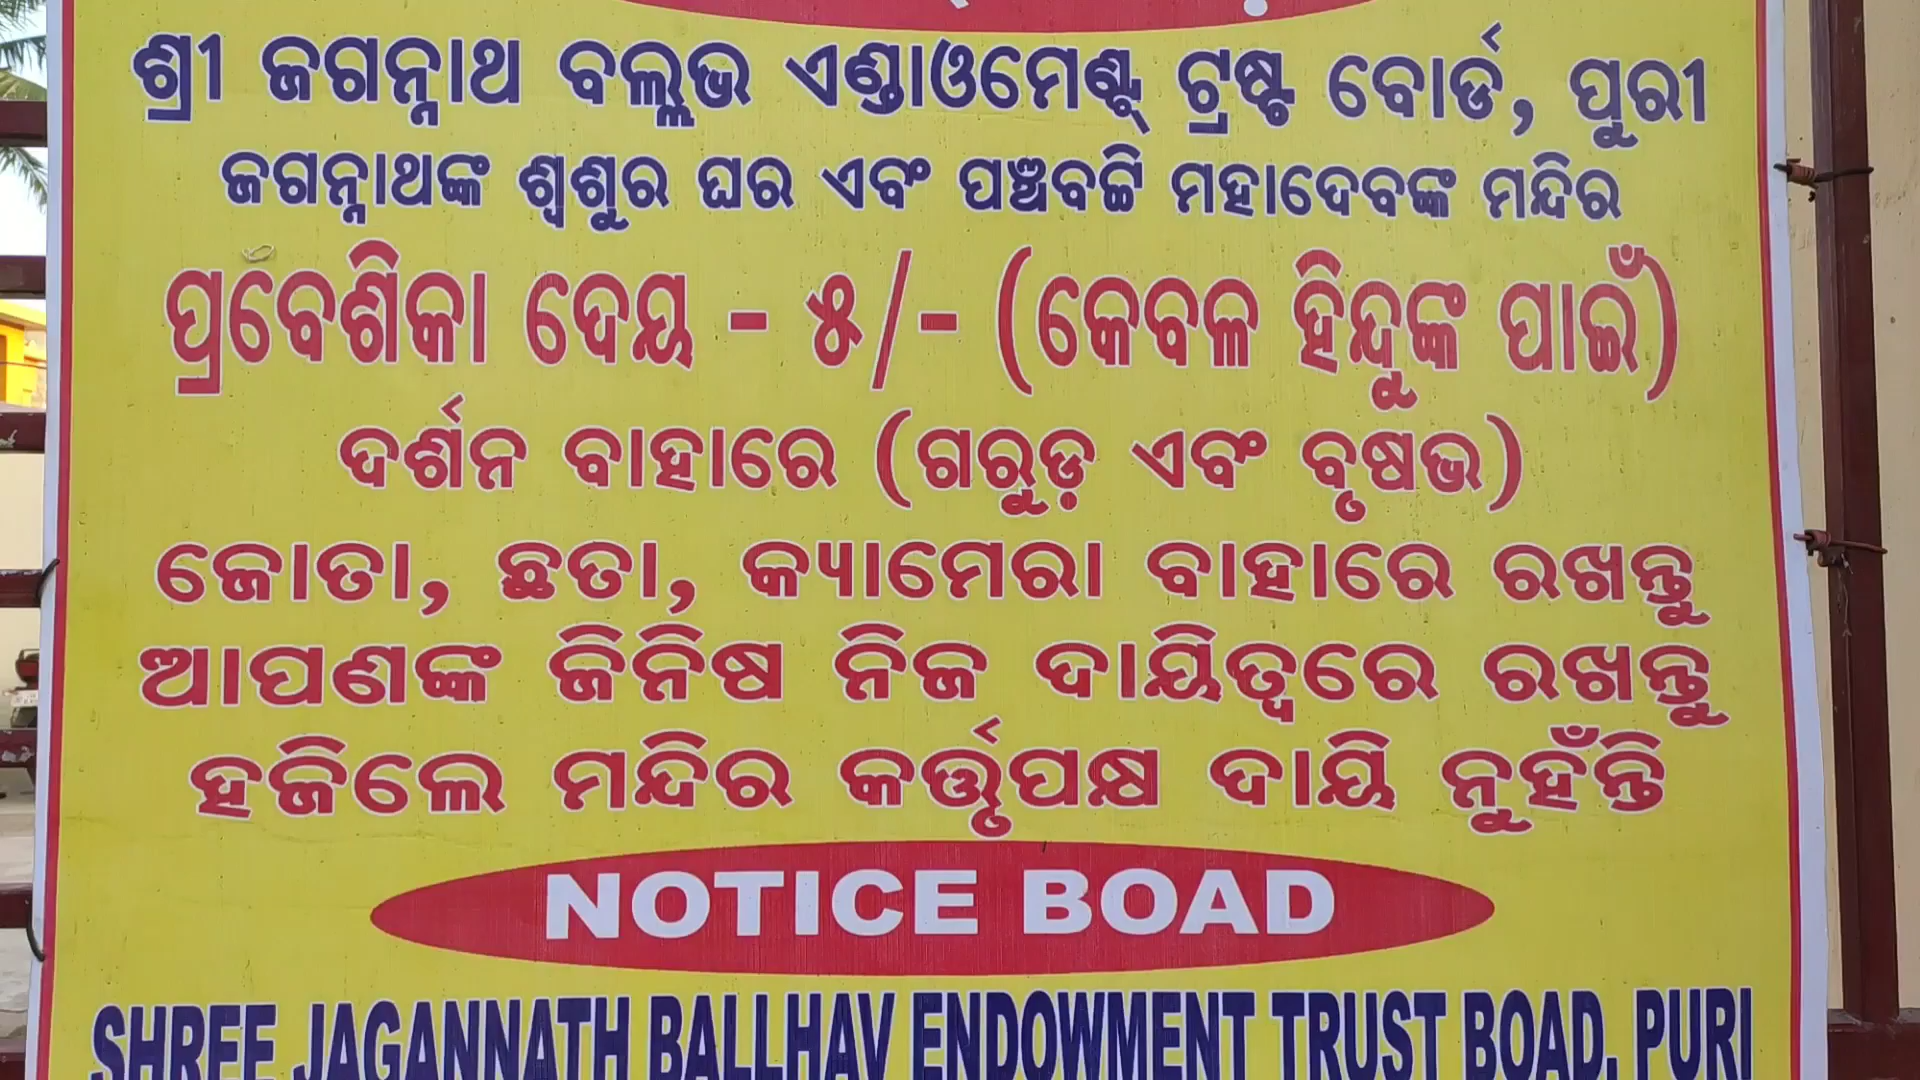 ଶ୍ରୀ ଜଗନ୍ନାଥ ବଲ୍ଲଭ ଏଣ୍ଡାଓମେଣ୍ଟ୍ ଟ୍ରଷ୍ଟ ବୋର୍ଡ, ପୁରୀ
ଜଗନ୍ନାଥଙ୍କ ଶ୍ୱଶୁର ଘର ଏବଂ ପଞ୍ଚବଟି ମହାଦେବଙ୍କ ମନ୍ଦିର
ପ୍ରବେଶିକା ଦେୟ - ୫/- (କେବଳ ହିନ୍ଦୁଙ୍କ ପାଇଁ)
ଦର୍ଶନ ବାହାରେ (ଗରୁଡ଼ ଏବଂ ବୃଷଭ)
ଜୋତା, ଛତା, କ୍ୟାମେରା ବାହାରେ ରଖନ୍ତୁ
ଆପଣଙ୍କ ଜିନିଷ ନିଜ ଦାୟିତ୍ୱରେ ରଖନ୍ତୁ
ହଜିଲେ ମନ୍ଦିର କର୍ତ୍ତୃପକ୍ଷ ଦାୟି ନୁହଁନ୍ତି
NOTICE BOAD
SHREE JAGANNATH BALLHAV ENDOWMENT TRUST BOAD, PURI